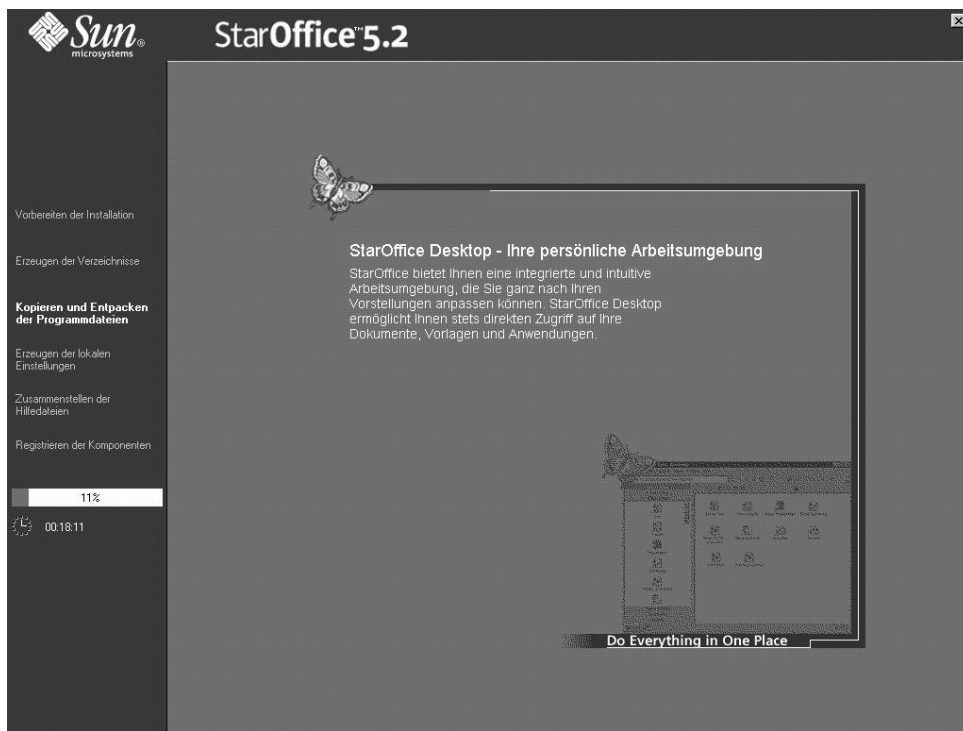 Sun®
microsystems
StarOffice™ 5.2
Vorbereiten der Installation
Erzeugen der Verzeichnisse
Kopieren und Entpacken
der Programmdateien
Erzeugen der lokalen
Einstellungen
Zusammenstellen der
Hilfedateien
Registrieren der Komponenten
11%
00:18:11
StarOffice Desktop - Ihre persönliche Arbeitsumgebung
StarOffice bietet Ihnen eine integrierte und intuitive
Arbeitsumgebung, die Sie ganz nach Ihren
Vorstellungen anpassen können. StarOffice Desktop
ermöglicht Ihnen stets direkten Zugriff auf Ihre
Dokumente, Vorlagen und Anwendungen.
Do Everything in One Place